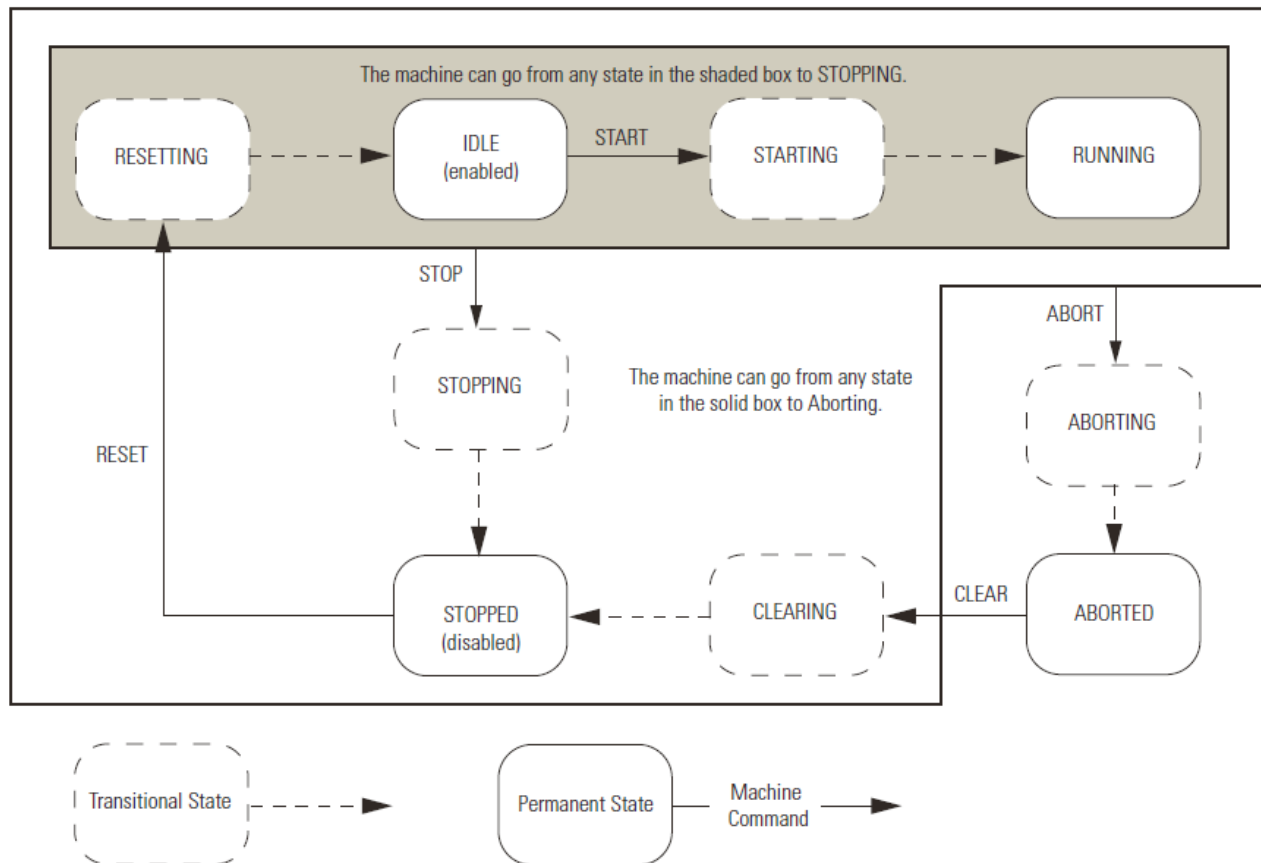 The machine can go from any state in the shaded box to STOPPING.
RESETTING
IDLE
(enabled)
START
STARTING
RUNNING
STOP
ABORT
STOPPING
The machine can go from any state
in the solid box to Aborting.
ABORTING
RESET
STOPPED
(disabled)
CLEARING
CLEAR
ABORTED
Transitional State
Permanent State
Machine
Command